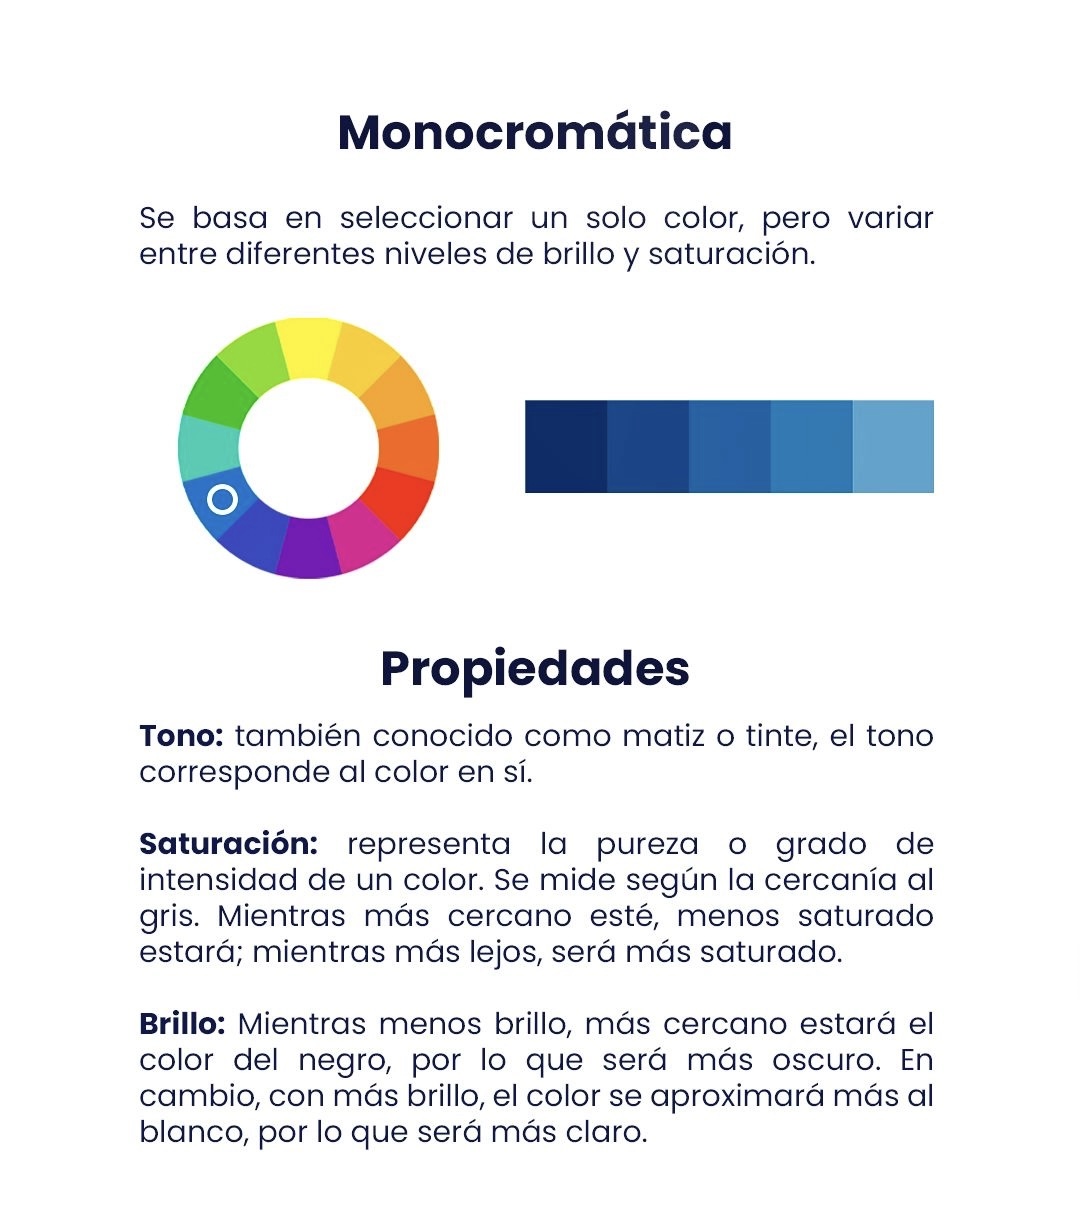 Monocromática
Se basa en seleccionar un solo color, pero variar
entre diferentes niveles de brillo y saturación.
Propiedades
Tono: también conocido como matiz o tinte, el tono
corresponde al color en sí.
Saturación: representa la pureza o grado de
intensidad de un color. Se mide según la cercanía al
gris. Mientras más cercano esté, menos saturado
estará; mientras más lejos, será más saturado.
Brillo: Mientras menos brillo, más cercano estará el
color del negro, por lo que será más oscuro. En
cambio, con más brillo, el color se aproximará más al
blanco, por lo que será más claro.